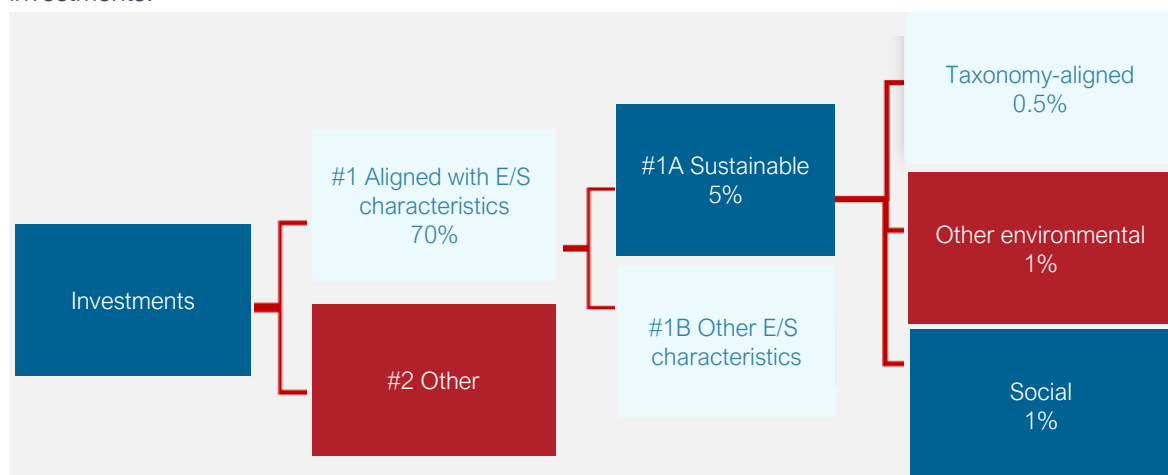 Investments
#1 Aligned with E/S
characteristics
70%
#2 Other
#1A Sustainable
5%
#1B Other E/S
characteristics
Taxonomy-aligned
0.5%
Other environmental
1%
Social
1%